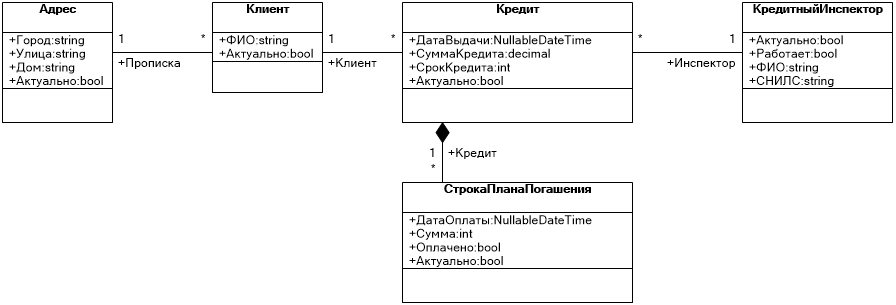 Адрес
+Город:string
+Улица:string
+Дом:string
+Актуально:bool
1
*
+Прописка
Клиент
+ФИО:string
+Актуально:bool
1
*
+Клиент
Кредит
+ДатаВыдачи:NullableDateTime
+СуммаКредита:decimal
+СрокКредита:int
+Актуально:bool
*
1
+Инспектор
КредитныйИнспектор
+Актуально:bool
+Работает:bool
+ФИО:string
+СНИЛС:string
1
+Кредит
*
СтрокаПланаПогашения
+ДатаОплаты:NullableDateTime
+Сумма:int
+Оплачено:bool
+Актуально:bool